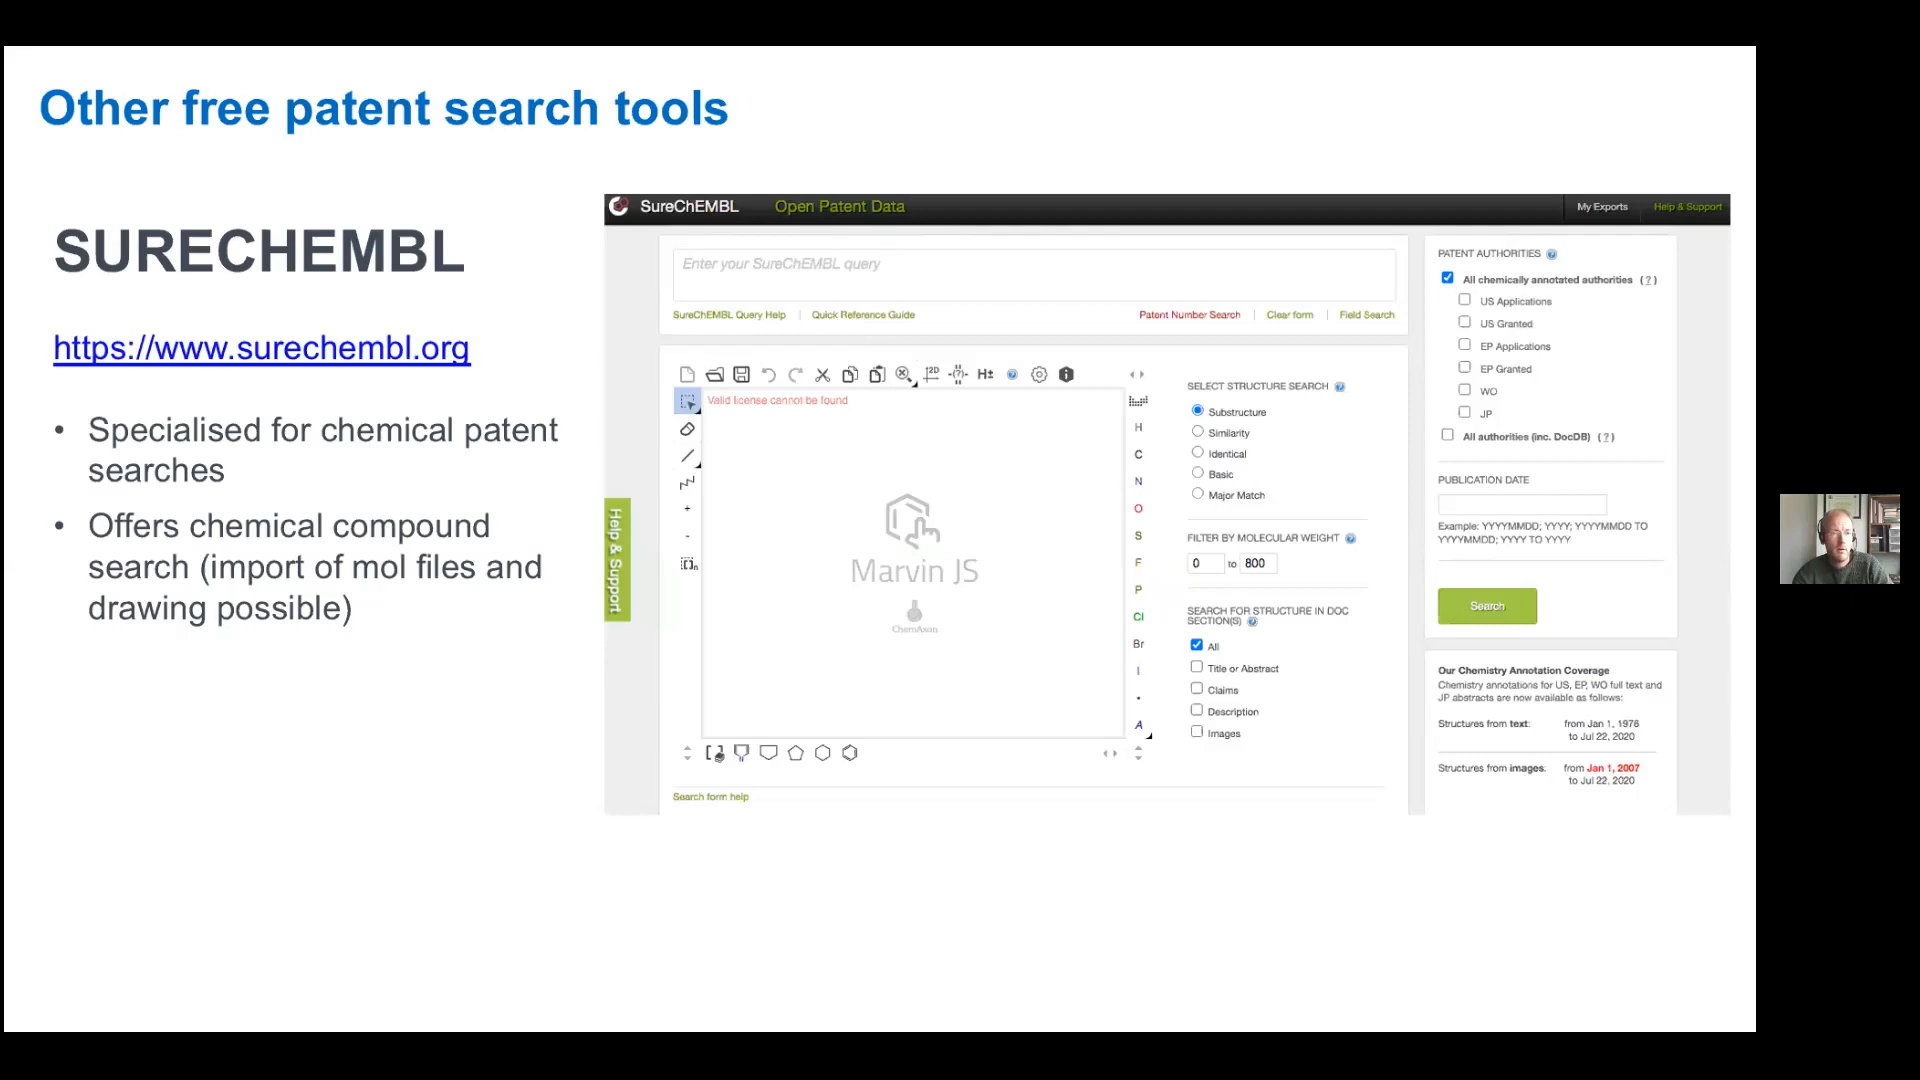 Other free patent search tools
SURECHEMBL
https://www.surechembl.org
• Specialised for chemical patent
searches
• Offers chemical compound
search (import of mol files and
drawing possible)
SureChEMBL Open Patent Data My Exports Help & Support
Enter your SureChEMBL query
SureChEMBL Query Help | Quick Reference Guide Patent Number Search | Clear form | Field Search
Help & Support
2D H±
Valid license cannot be found
Marvin JS
ChemAxon
H
C
N
O
S
F
P
Cl
Br
I
A
Search form help
SELECT STRUCTURE SEARCH
Substructure
Similarity
Identical
Basic
Major Match
FILTER BY MOLECULAR WEIGHT
0 to 800
SEARCH FOR STRUCTURE IN DOC
SECTION(S)
All
Title or Abstract
Claims
Description
Images
PATENT AUTHORITIES
All chemically annotated authorities (?)
US Applications
US Granted
EP Applications
EP Granted
WO
JP
All authorities (inc. DocDB) (?)
PUBLICATION DATE
Example: YYYYMMDD; YYYY; YYYYMMDD TO
YYYYMMDD; YYYY TO YYYY
Search
Our Chemistry Annotation Coverage
Chemistry annotations for US, EP, WO full text and
JP abstracts are now available as follows:
Structures from text: from Jan 1, 1976
to Jul 22, 2020
Structures from images: from Jan 1, 2007
to Jul 22, 2020